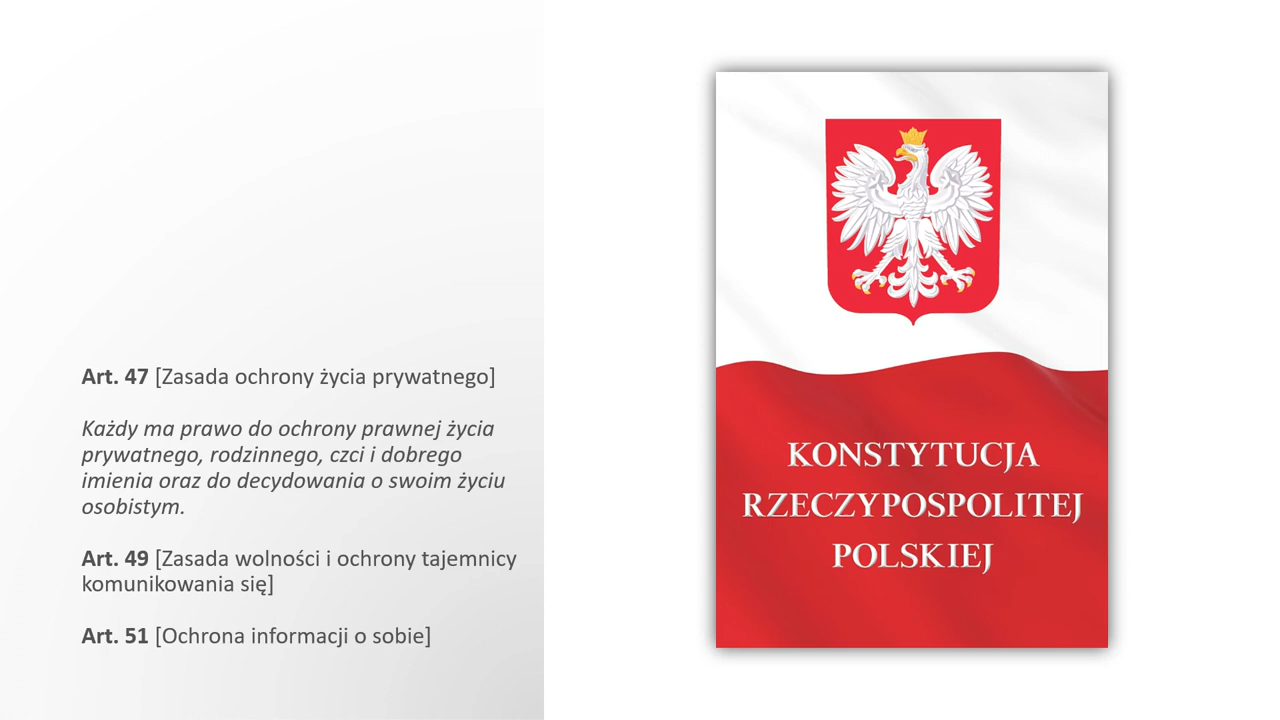 Art. 47 [Zasada ochrony życia prywatnego]
Każdy ma prawo do ochrony prawnej życia
prywatnego, rodzinnego, czci i dobrego
imienia oraz do decydowania o swoim życiu
osobistym.
Art. 49 [Zasada wolności i ochrony tajemnicy
komunikowania się]
Art. 51 [Ochrona informacji o sobie]
KONSTYTUCJA
RZECZYPOSPOLITEJ
POLSKIEJ